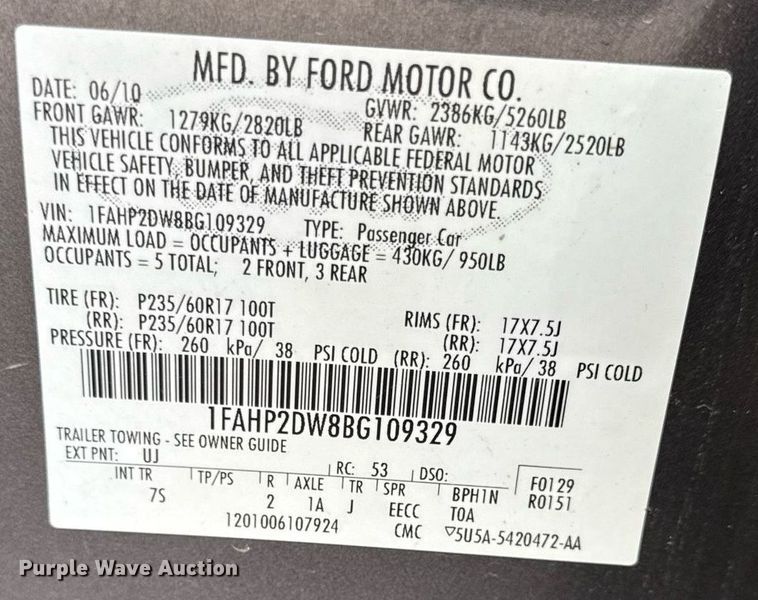 MFD. BY FORD MOTOR CO.
DATE: 06/10 GVWR: 2386KG/5260LB
FRONT GAWR: 1279KG/2820LB REAR GAWR: 1143KG/2520LB
THIS VEHICLE CONFORMS TO ALL APPLICABLE FEDERAL MOTOR
VEHICLE SAFETY, BUMPER, AND THEFT PREVENTION STANDARDS
IN EFFECT ON THE DATE OF MANUFACTURE SHOWN ABOVE.
VIN: 1FAHP2DW8BG109329 TYPE: Passenger Car
MAXIMUM LOAD = OCCUPANTS + LUGGAGE = 430KG/ 950LB
OCCUPANTS = 5 TOTAL; 2 FRONT, 3 REAR
TIRE (FR): P235/60R17 100T RIMS (FR): 17X7.5J
(RR): P235/60R17 100T (RR): 17X7.5J
PRESSURE (FR): 260 kPa/ 38 PSI COLD (RR): 260 kPa/ 38 PSI COLD
1FAHP2DW8BG109329
TRAILER TOWING - SEE OWNER GUIDE
EXT PNT: UJ RC: 53 DSO: F0129
INT TR TP/PS R AXLE TR SPR BPH1N R0151
7S 2 1A J EECC TOA
1201006107924 CMC ▽5U5A-5420472-AA
Purple Wave Auction